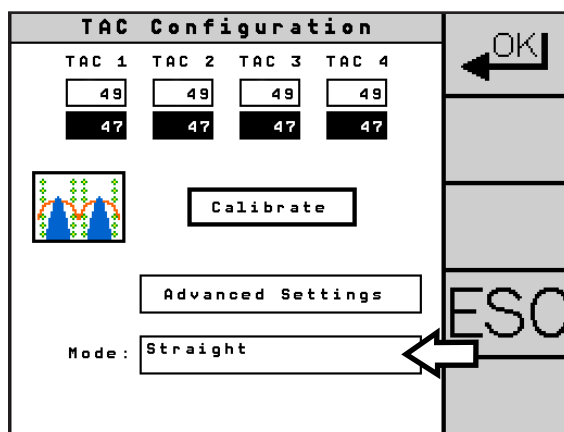 TAC Configuration
OK
TAC 1 TAC 2 TAC 3 TAC 4
49 49 49 49
47 47 47 47
Calibrate
Advanced Settings
ESC
Mode: Straight